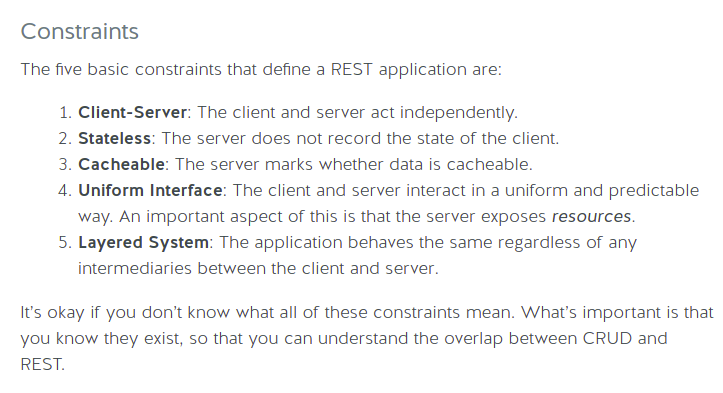 Constraints
The five basic constraints that define a REST application are:
1. Client-Server: The client and server act independently.
2. Stateless: The server does not record the state of the client.
3. Cacheable: The server marks whether data is cacheable.
4. Uniform Interface: The client and server interact in a uniform and predictable
way. An important aspect of this is that the server exposes resources.
5. Layered System: The application behaves the same regardless of any
intermediaries between the client and server.
It's okay if you don't know what all of these constraints mean. What's important is that
you know they exist, so that you can understand the overlap between CRUD and
REST.